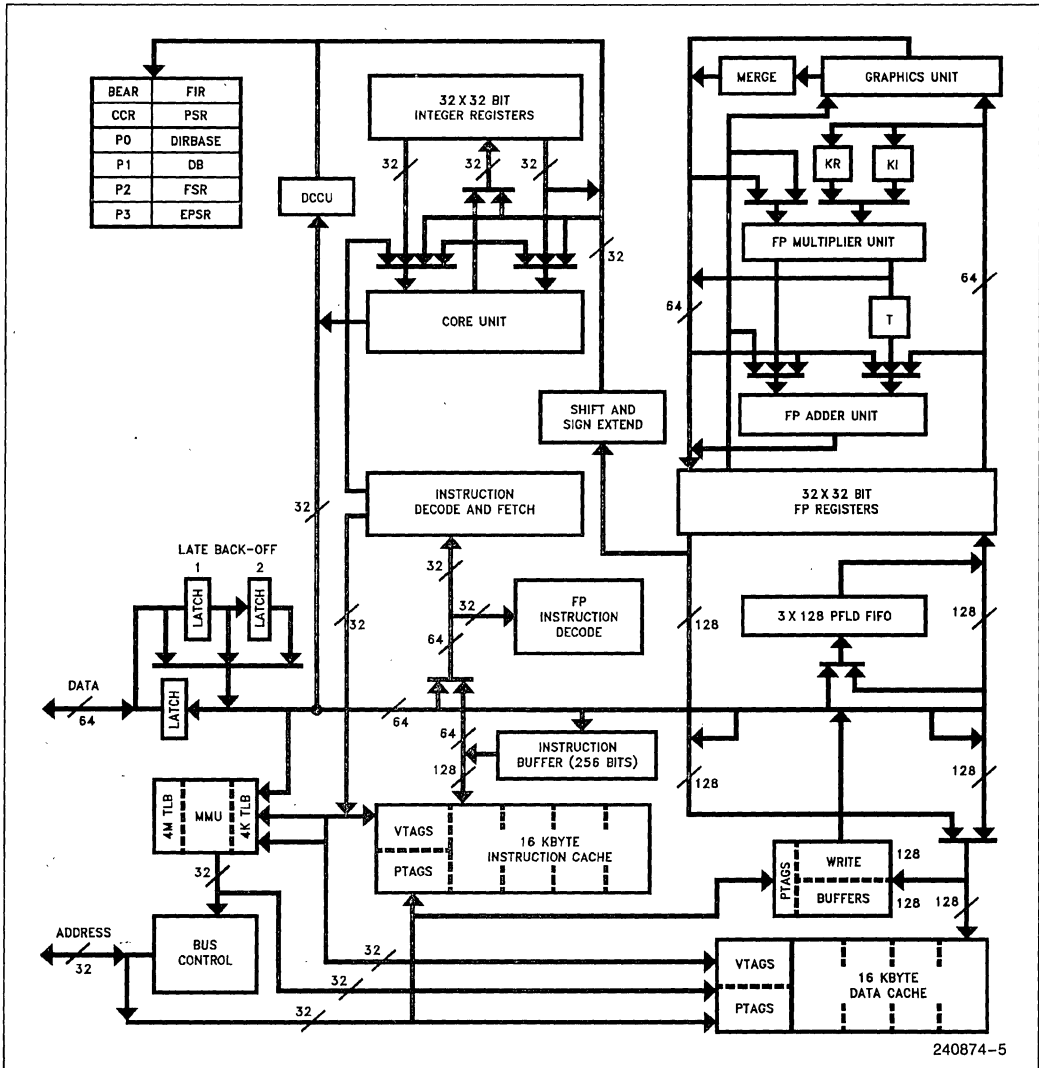 BEAR FIR
CCR PSR
P0 DIRBASE
P1 DB
P2 FSR
P3 EPSR
32 X 32 BIT
INTEGER REGISTERS
32 32 32
DCCU
CORE UNIT
32
SHIFT AND
SIGN EXTEND
MERGE
GRAPHICS UNIT
KR
KI
FP MULTIPLIER UNIT
64
64
T
FP ADDER UNIT
32 X 32 BIT
FP REGISTERS
INSTRUCTION
DECODE AND FETCH
32
LATE BACK-OFF
1 2
LATCH
LATCH
32
32
32
64
FP
INSTRUCTION
DECODE
128
3 X 128 PFLD FIFO
128
DATA
64
LATCH
64
64
128
INSTRUCTION
BUFFER (256 BITS)
128
128
4M TLB
MMU
4K TLB
VTAGS
PTAGS
16 KBYTE
INSTRUCTION CACHE
PTAGS
WRITE
BUFFERS
128
128
128
32
ADDRESS
32
BUS
CONTROL
32
32
32
VTAGS
PTAGS
16 KBYTE
DATA CACHE
240874-5